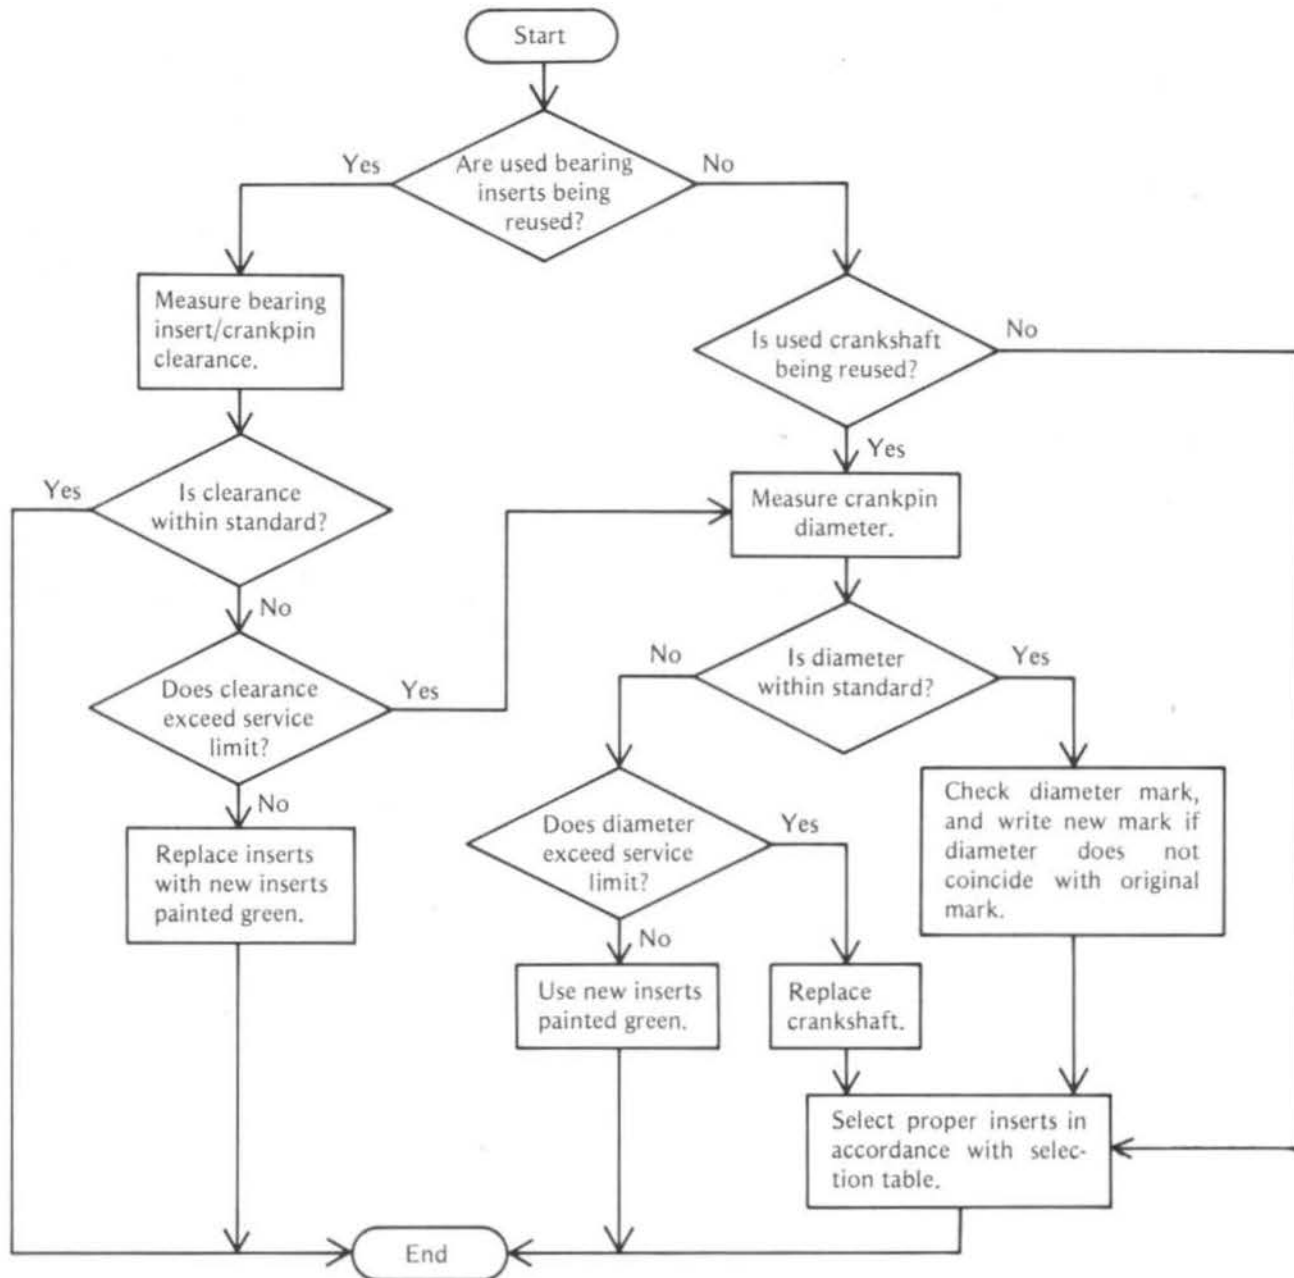 Start
Are used bearing
inserts being
reused?
Yes
No
Measure bearing
insert/crankpin
clearance.
Is used crankshaft
being reused?
No
Yes
Is clearance
within standard?
Yes
No
Measure crankpin
diameter.
Does clearance
exceed service
limit?
Yes
No
Is diameter
within standard?
No
Yes
Replace inserts
with new inserts
painted green.
Does diameter
exceed service
limit?
Yes
No
Check diameter mark,
and write new mark if
diameter does not
coincide with original
mark.
Use new inserts
painted green.
Replace
crankshaft.
Select proper inserts in
accordance with selec-
tion table.
End